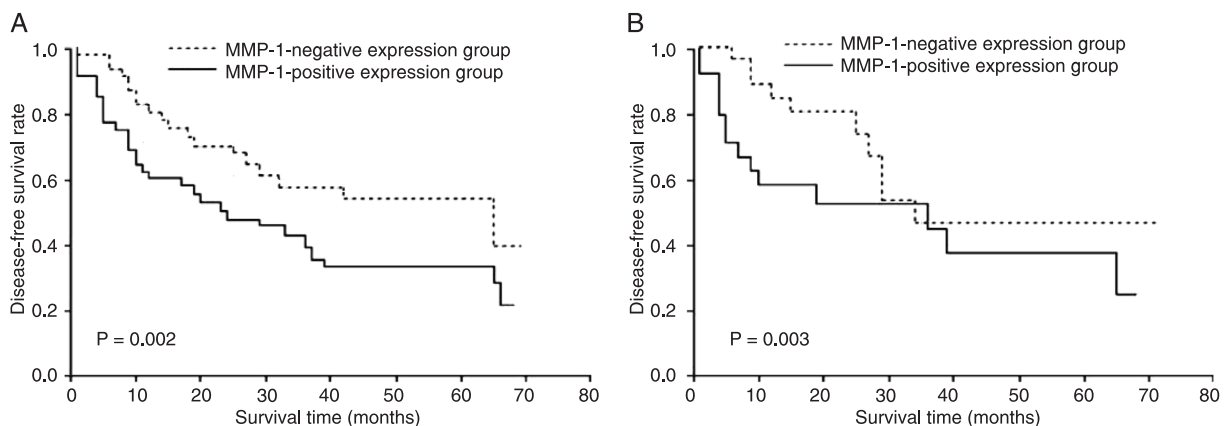 A
MMP-1-negative expression group
MMP-1-positive expression group
Disease-free survival rate
1.0
0.8
0.6
0.4
0.2
0.0
P = 0.002
0 10 20 30 40 50 60 70 80
Survival time (months)
B
MMP-1-negative expression group
MMP-1-positive expression group
Disease-free survival rate
1.0
0.8
0.6
0.4
0.2
0.0
P = 0.003
0 10 20 30 40 50 60 70 80
Survival time (months)